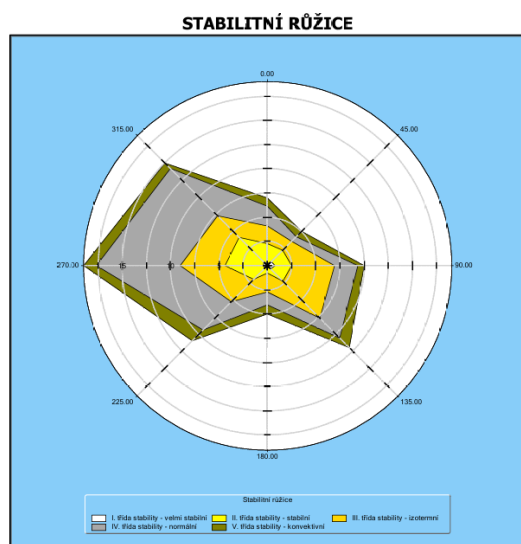 STABILITNÍ RŮŽICE
0.00
315.00
45.00
270.00
15
90.00
225.00
135.00
180.00
Stabilitní růžice
I. třída stability - velmi stabilní
II. třída stability - stabilní
III. třída stability - izotermní
IV. třída stability - normální
V. třída stability - konvektivní